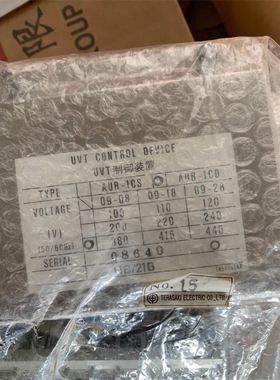 限
GROUP
UVT CONTROL DEVICE
UVT制御装置
TYPE AUR-1CS AUR-1CD
09-08 09-18 09-28
VOLTAGE 100 110 120
(V) 200 220 240
(50/60Hz) 380 415 440
SERIAL 08640
No. 15
TERASAKI ELECTRIC CO.,LTD